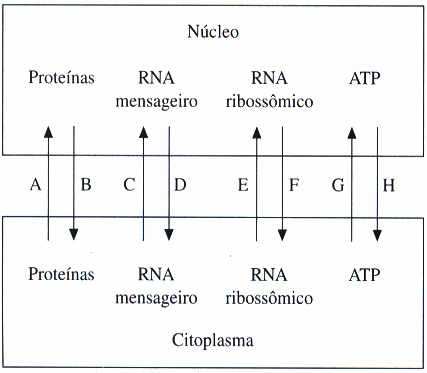 Núcleo
Proteínas RNA mensageiro RNA ribossômico ATP
A B C D E F G H
Proteínas RNA mensageiro RNA ribossômico ATP
Citoplasma